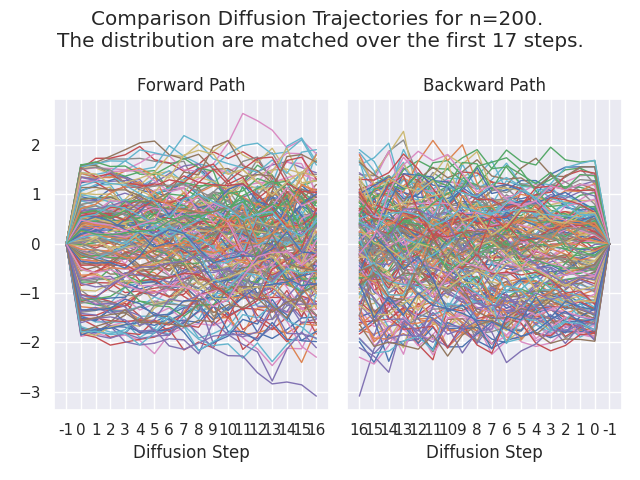 Comparison Diffusion Trajectories for n=200.
The distribution are matched over the first 17 steps.
Forward Path
Backward Path
2
1
0
−1
−2
−3
-1 0 1 2 3 4 5 6 7 8 9 10 11 12 13 14 15 16
16 15 14 13 12 11 10 9 8 7 6 5 4 3 2 1 0 -1
Diffusion Step
Diffusion Step